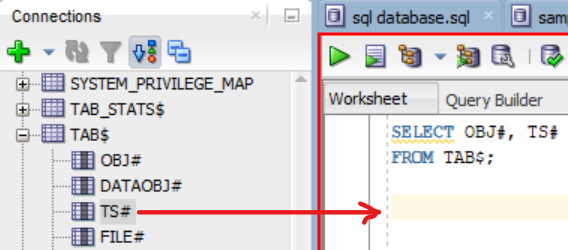 Connections
sql database.sql
sam
SYSTEM_PRIVILEGE_MAP
TAB_STATS$
TAB$
OBJ#
DATAOBJ#
TS#
FILE#
Worksheet
Query Builder
SELECT OBJ#, TS#
FROM TAB$;